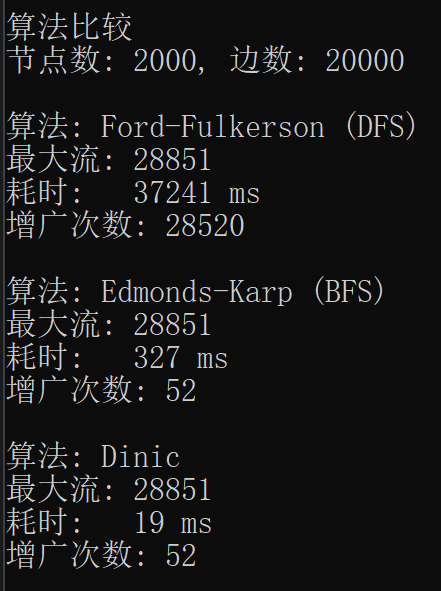 算法比较
节点数: 2000, 边数: 20000
算法: Ford-Fulkerson (DFS)
最大流: 28851
耗时:   37241 ms
增广次数: 28520
算法: Edmonds-Karp (BFS)
最大流: 28851
耗时:   327 ms
增广次数: 52
算法: Dinic
最大流: 28851
耗时:   19 ms
增广次数: 52